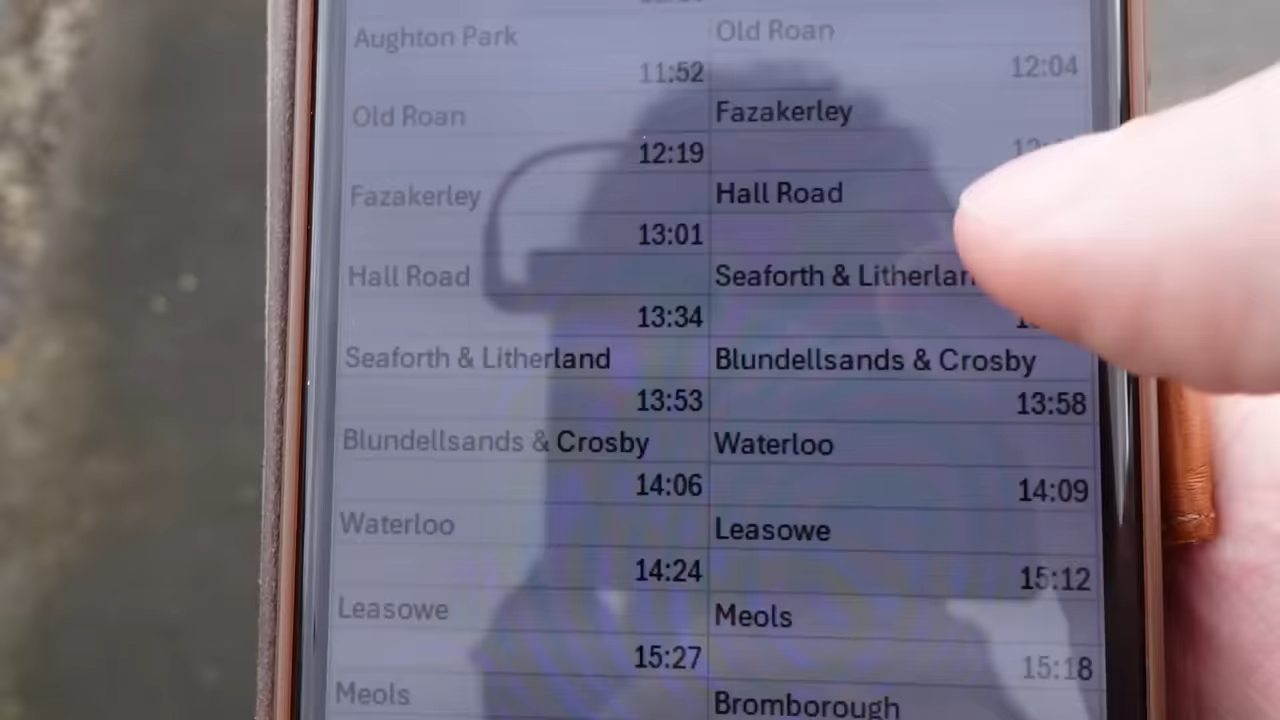 Aughton Park Old Roan
11:52 12:04
Old Roan Fazakerley
12:19
Fazakerley Hall Road
13:01
Hall Road Seaforth &
13:34
Seaforth & Litherland Blundellsands & Crosby
13:53 13:58
Blundellsands & Crosby Waterloo
14:06 14:09
Waterloo Leasowe
14:24 15:12
Leasowe Meols
15:27 15:18
Meols Bromborough